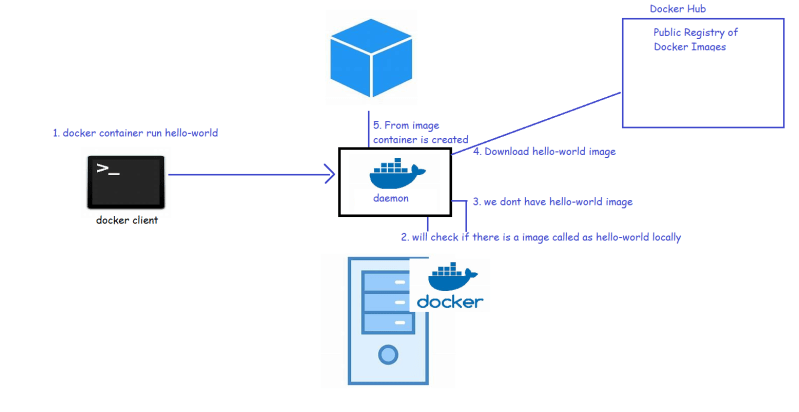 Docker Hub
Public Registry of
Docker Images
1. docker container run hello-world
5. From image
container is created
4. Download hello-world image
>_
daemon
3. we dont have hello-world image
docker client
2. will check if there is a image called as hello-world locally
docker